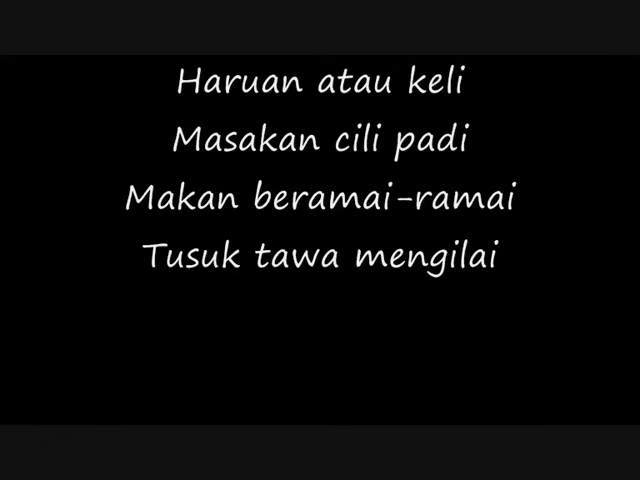 Haruan atau keli
Masakan cili padi
Makan beramai-ramai
Tusuk tawa mengilai